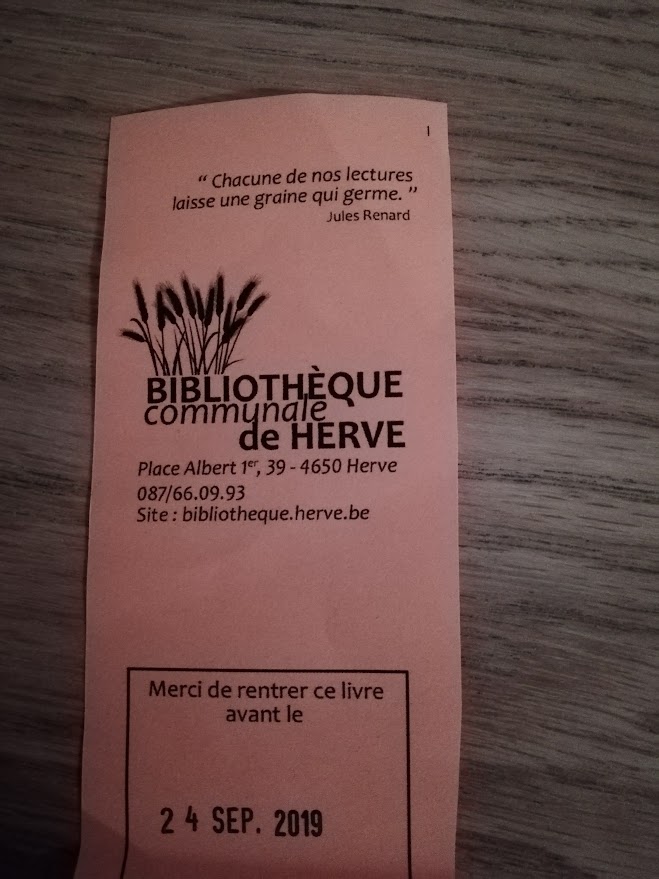 “ Chacune de nos lectures
laisse une graine qui germe. ”
Jules Renard
BIBLIOTHÈQUE
communale
de HERVE
Place Albert 1er, 39 - 4650 Herve
087/66.09.93
Site : bibliotheque.herve.be
Merci de rentrer ce livre
avant le
2 4 SEP. 2019